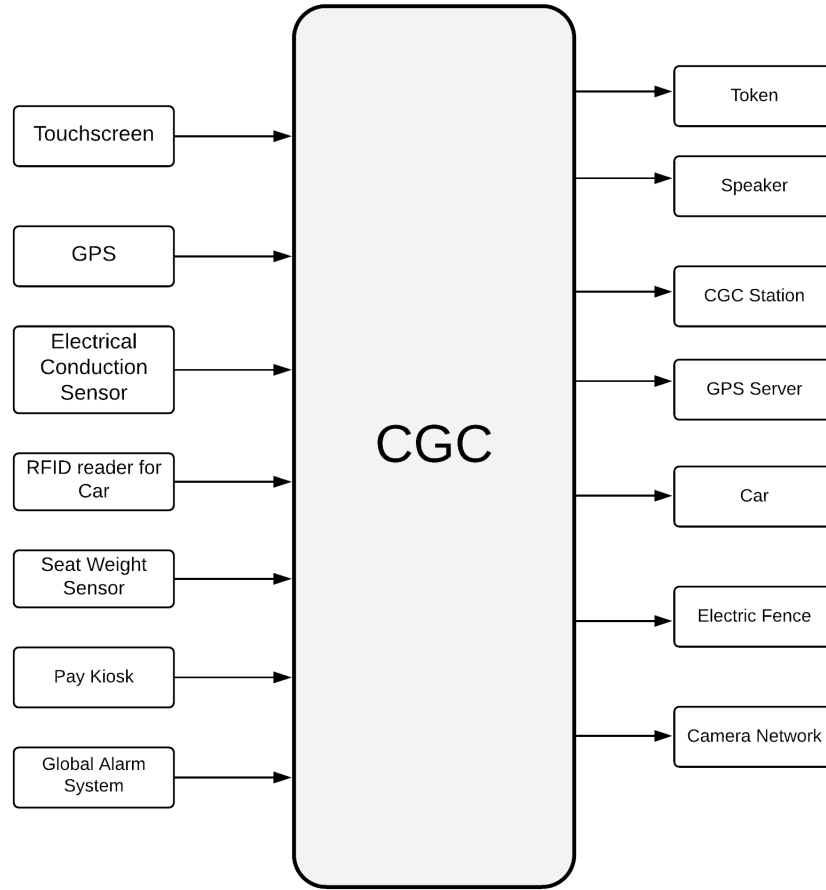 Touchscreen
GPS
Electrical
Conduction
Sensor
RFID reader for
Car
Seat Weight
Sensor
Pay Kiosk
Global Alarm
System
CGC
Token
Speaker
CGC Station
GPS Server
Car
Electric Fence
Camera Network